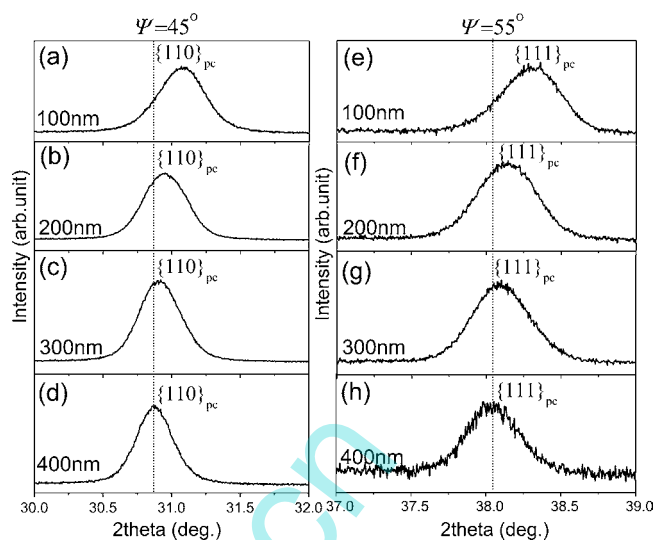 Ψ=45° Ψ=55°
(a) {110}pc
100nm
(b) {110}pc
200nm
(c) {110}pc
300nm
(d) {110}pc
400nm
30.0 30.5 31.0 31.5 32.0
2theta (deg.)
Intensity (arb.unit)
(e) {111}pc
100nm
(f) {111}pc
200nm
(g) {111}pc
300nm
(h) {111}pc
400nm
37.0 37.5 38.0 38.5 39.0
2theta (deg.)
Intensity (arb.unit)
cn